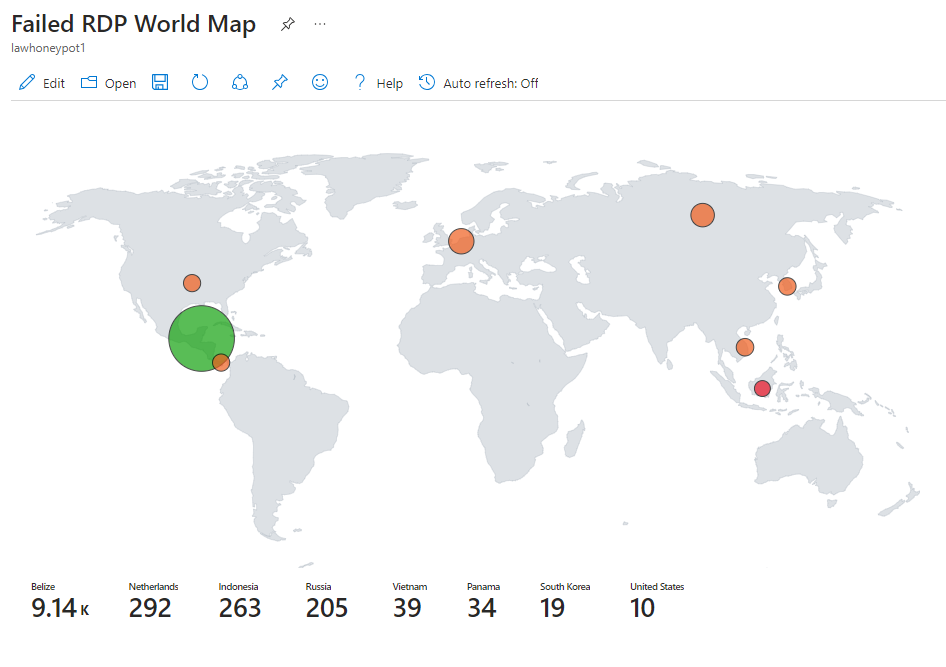 Failed RDP World Map
lawhoneypot1
Edit Open Help Auto refresh: Off
Belize Netherlands Indonesia Russia Vietnam Panama South Korea United States
9.14 K 292 263 205 39 34 19 10